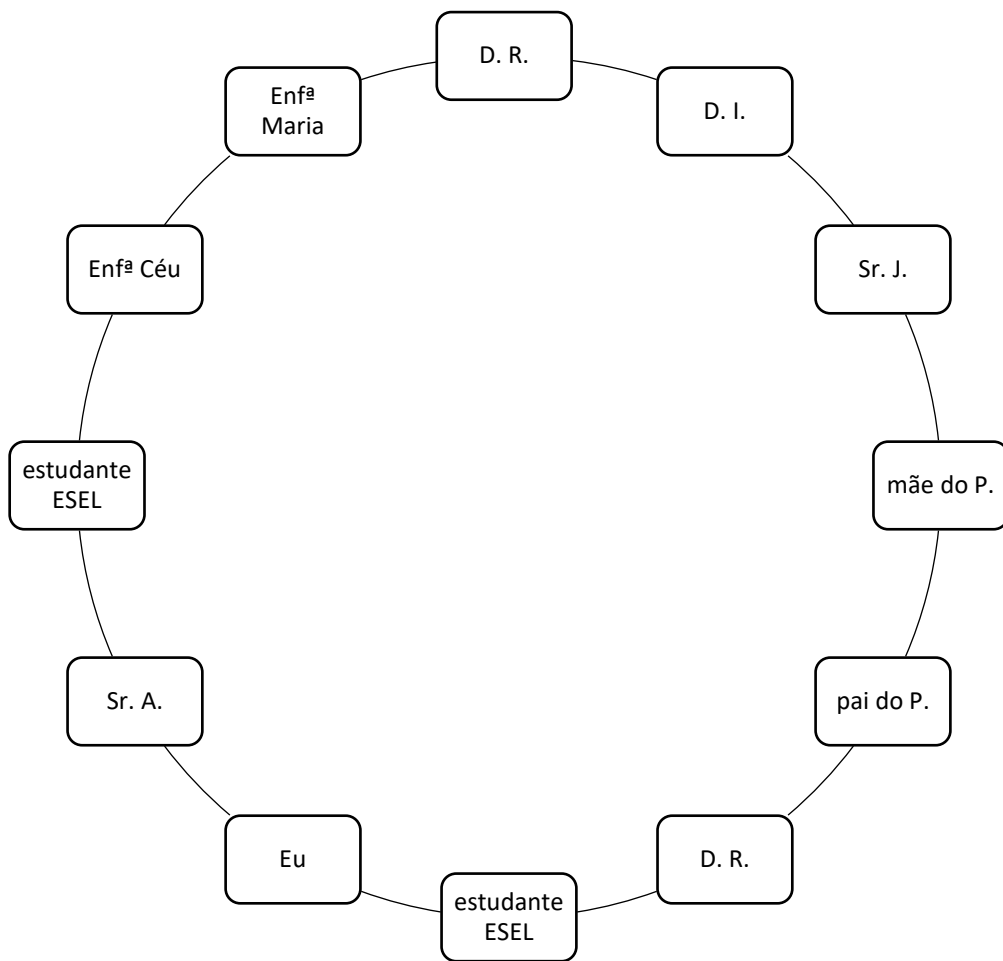 D. R.
Enfª
Maria
D. I.
Enfª Céu
Sr. J.
estudante
ESEL
mãe do P.
Sr. A.
pai do P.
Eu
D. R.
estudante
ESEL